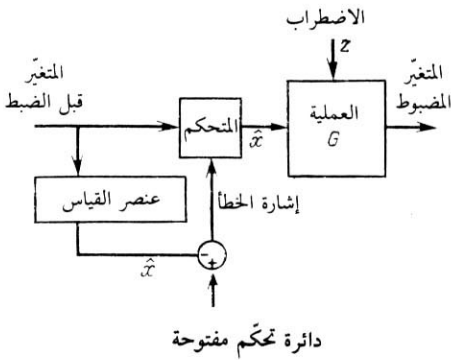 الاضطراب
z
المتغيّر
قبل الضبط
المتحكم
x̂
العملية
G
المتغيّر
المضبوط
عنصر القياس
إشارة الخطأ
x̂
-
+
دائرة تحكّم مفتوحة